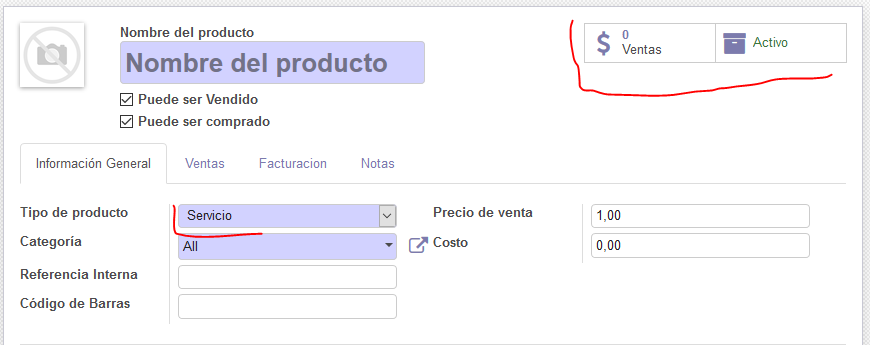 Nombre del producto
Nombre del producto
Puede ser Vendido
Puede ser comprado
0
Ventas
Activo
Información General
Ventas
Facturacion
Notas
Tipo de producto
Servicio
Categoría
All
Referencia Interna
Código de Barras
Precio de venta
1,00
Costo
0,00